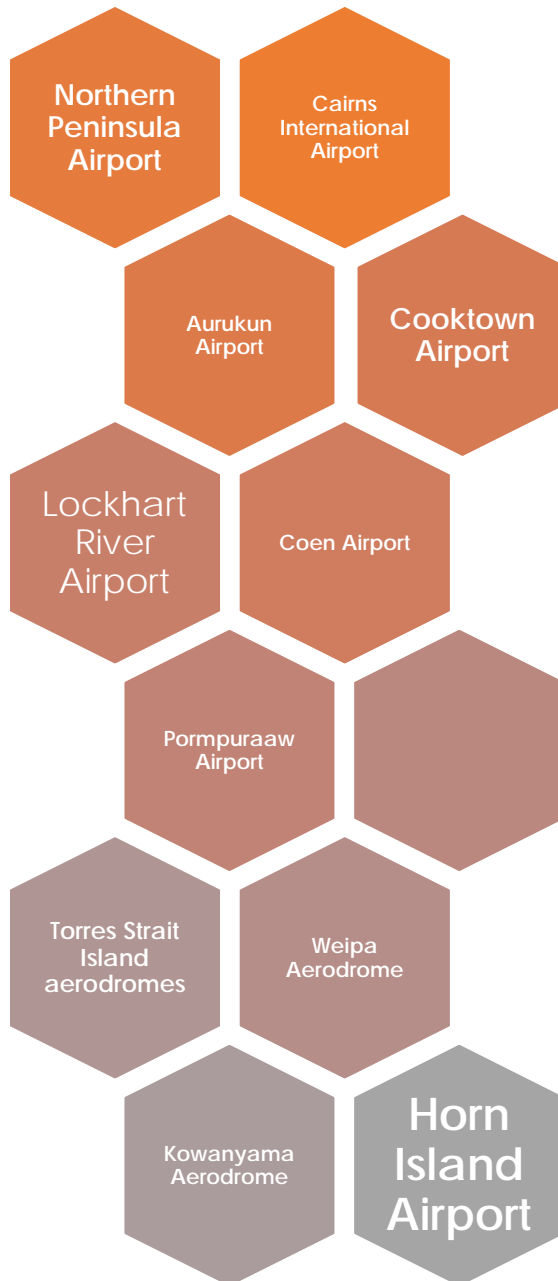 Northern
Peninsula
Airport
Cairns
International
Airport
Aurukun
Airport
Cooktown
Airport
Lockhart
River
Airport
Coen Airport
Pormpuraaw
Airport
Torres Strait
Island
aerodromes
Weipa
Aerodrome
Kowanyama
Aerodrome
Horn
Island
Airport